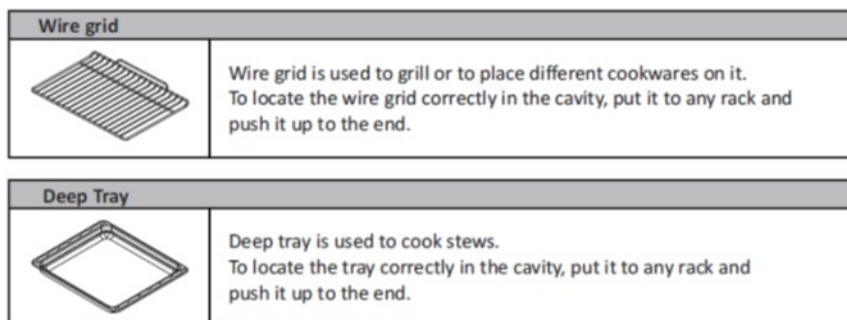 Wire grid
Wire grid is used to grill or to place different cookwares on it.
To locate the wire grid correctly in the cavity, put it to any rack and
push it up to the end.
Deep Tray
Deep tray is used to cook stews.
To locate the tray correctly in the cavity, put it to any rack and
push it up to the end.